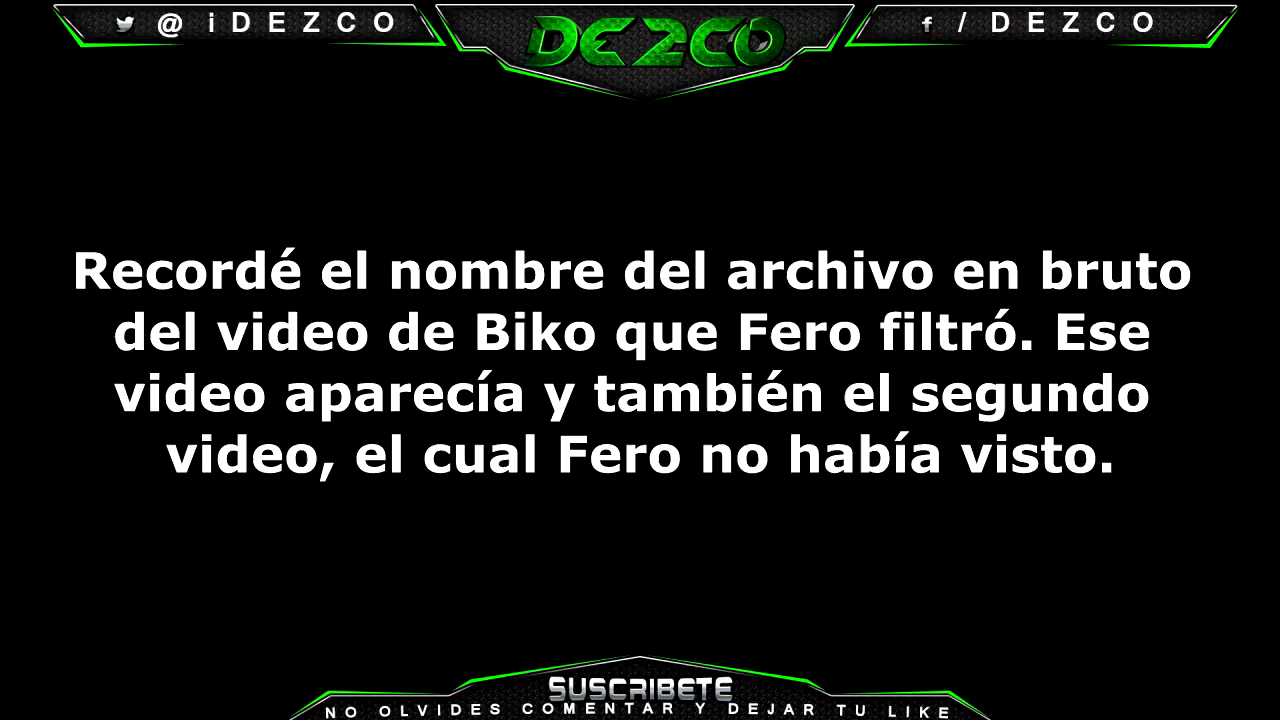 @iDEZCO
DEZCO
f / DEZCO
Recordé el nombre del archivo en bruto
del video de Biko que Fero filtró. Ese
video aparecía y también el segundo
video, el cual Fero no había visto.
SUSCRIBETE
NO OLVIDES COMENTAR Y DEJAR TU LIKE